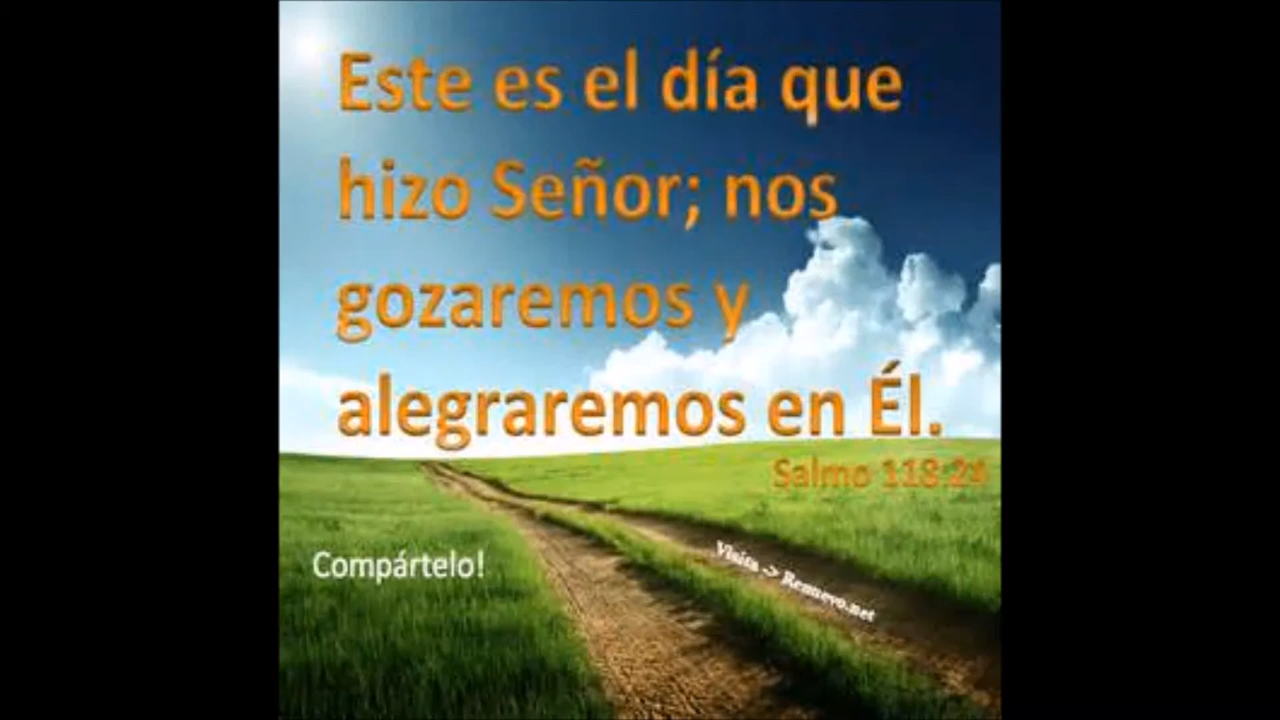 Este es el día que
hizo Señor; nos
gozaremos y
alegraremos en Él.
Salmo 118:24
Compártelo!
Visita -> Renuevo.net